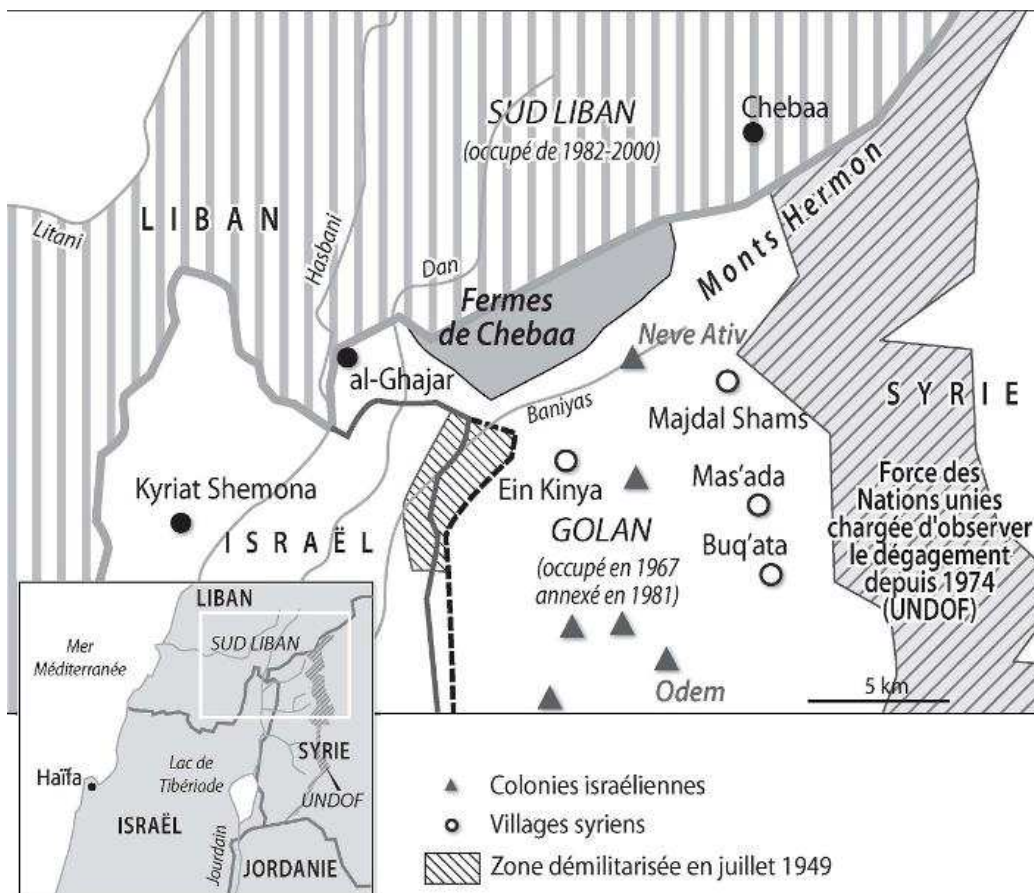 SUD LIBAN
(occupé de 1982-2000)
Chebaa
LIBAN
Litani
Hasbani
Dan
Monts Hermon
Fermes
de Chebaa
Neve Ativ
al-Ghajar
Baniyas
Majdal Shams
SYRIE
Kyriat Shemona
Ein Kinya
Mas'ada
Buq'ata
ISRAËL
GOLAN
(occupé en 1967
annexé en 1981)
Force des
Nations unies
chargée d'observer
le dégagement
depuis 1974
(UNDOF)
Odem
5 km
LIBAN
SUD LIBAN
Mer
Méditerranée
Haïfa
Lac de
Tibériade
SYRIE
UNDOF
ISRAËL
Jourdain
JORDANIE
Colonies israéliennes
Villages syriens
Zone démilitarisée en juillet 1949